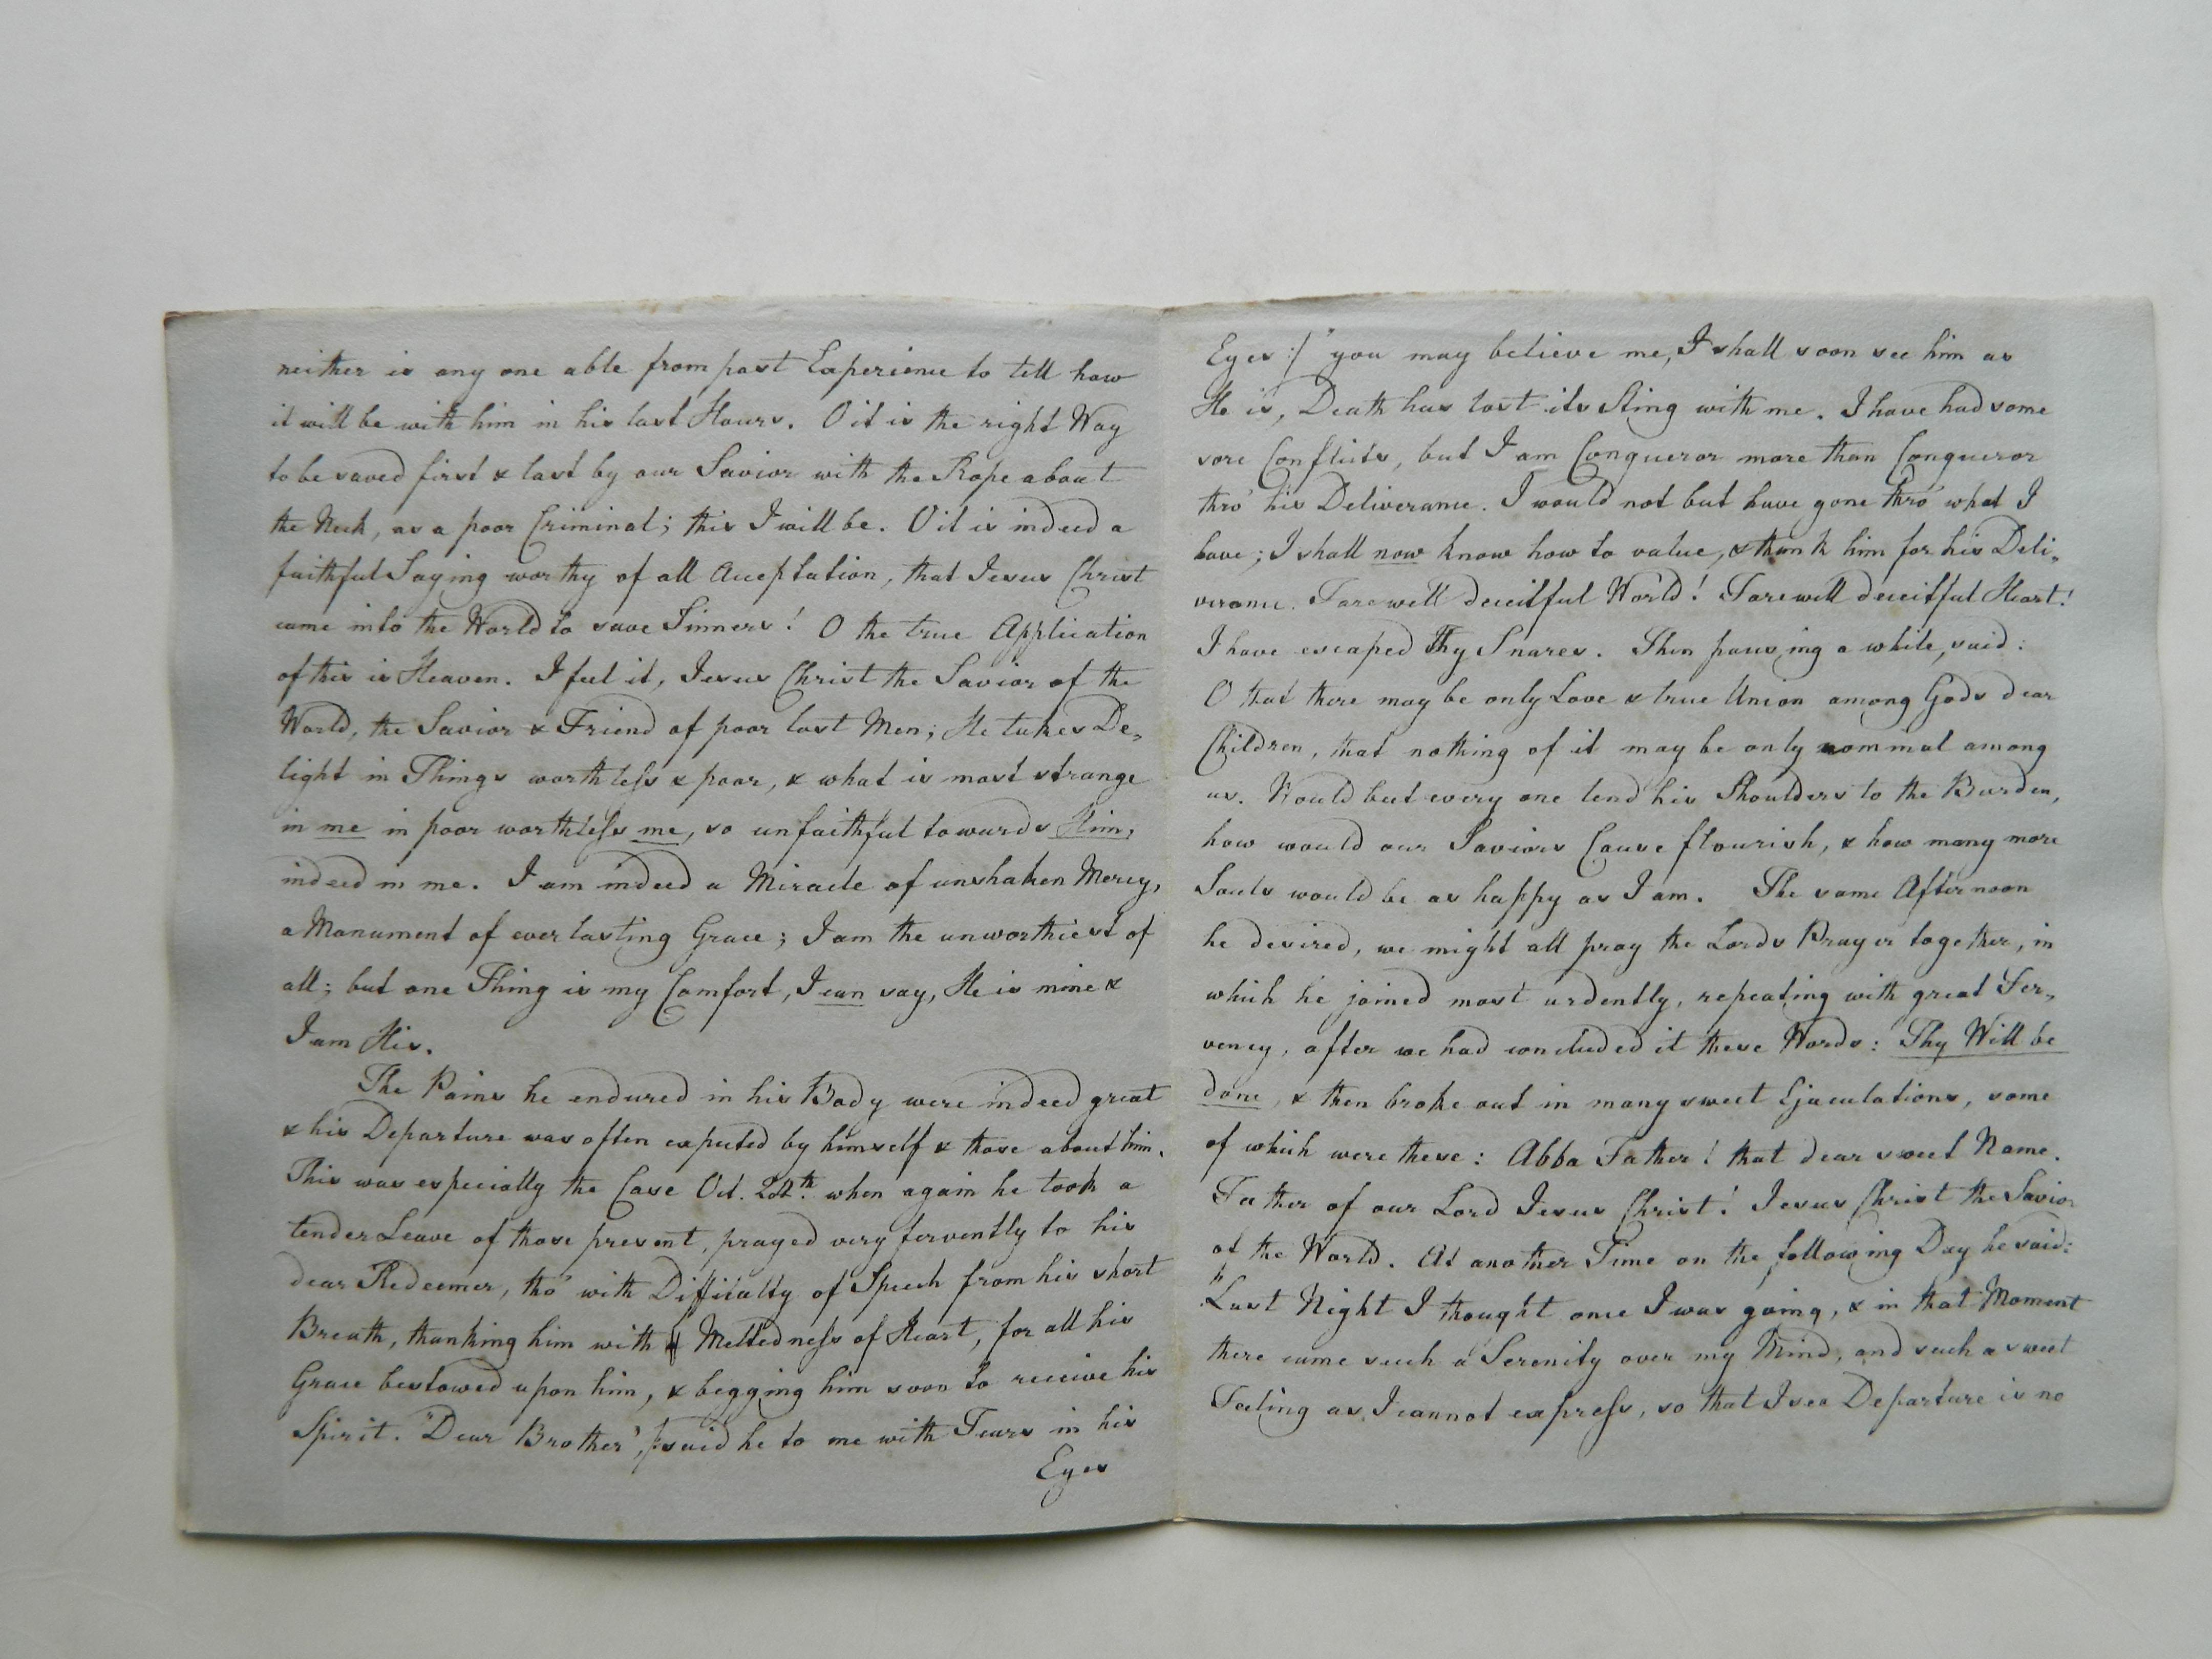 neither is any one able from past Experience to tell how
it will be with him in his last Hours. O it is the right Way
to be saved first & last by our Savior with the Rope about
the Neck, as a poor Criminal; this I will be. O it is indeed a
faithful Saying worthy of all Acceptation, that Jesus Christ
came into the World to save Sinners! O the true Application
of this is Heaven. I feel it, Jesus Christ the Savior of the
World, the Savior & Friend of poor lost Men; He takes De-
light in Things worthless & poor, & what is most strange
in me in poor worthless me, so unfaithful towards Him,
indeed in me. I am indeed a Miracle of unshaken Mercy,
a Monument of everlasting Grace; I am the unworthiest of
all; but one Thing is my Comfort, I can say, He is mine &
I am His.
The Pains he endured in his Body were indeed great
& his Departure was often expected by himself & those about him.
This was especially the Case Oct. 24th. when again he took a
tender Leave of those present, prayed very fervently to his
dear Redeemer, tho' with Difficulty of Speech from his short
Breath, thanking him with Meltedness of Heart, for all his
Grace bestowed upon him, & begging him soon to receive his
Spirit. "Dear Brother", /:said he to me with Tears in his
Eyes
Eyes :/ "you may believe me, I shall soon see him as
He is, Death has lost its Sting with me. I have had some
sore Conflicts, but I am Conqueror more than Conqueror
thro' his Deliverance. I would not but have gone thro' what I
have; I shall now know how to value, & thank him for his Deli-
verance. Farewell deceitful World! Farewell deceitful Heart!
I have escaped Thy Snares. Then pausing a while, said:
O that there may be only Love & true Union among Gods dear
Children, that nothing of it may be only nominal among
us. Would but every one lend his Shoulders to the Burden,
how would our Saviors Cause flourish, & how many more
Souls would be as happy as I am. The same Afternoon
he desired, we might all pray the Lords Prayer together, in
which he joined most ardently, repeating with great Fer-
vency, after we had concluded it these Words: Thy Will be
done, & then broke out in many sweet Ejaculations, some
of which were these: Abba Father! that dear sweet Name.
Father of our Lord Jesus Christ! Jesus Christ the Savior
of the World. At another Time on the following Day he said:
"Last Night I thought once I was going, & in that Moment
there came such a Serenity over my Mind, and such a sweet
Feeling as I cannot express, so that I see Departure is no